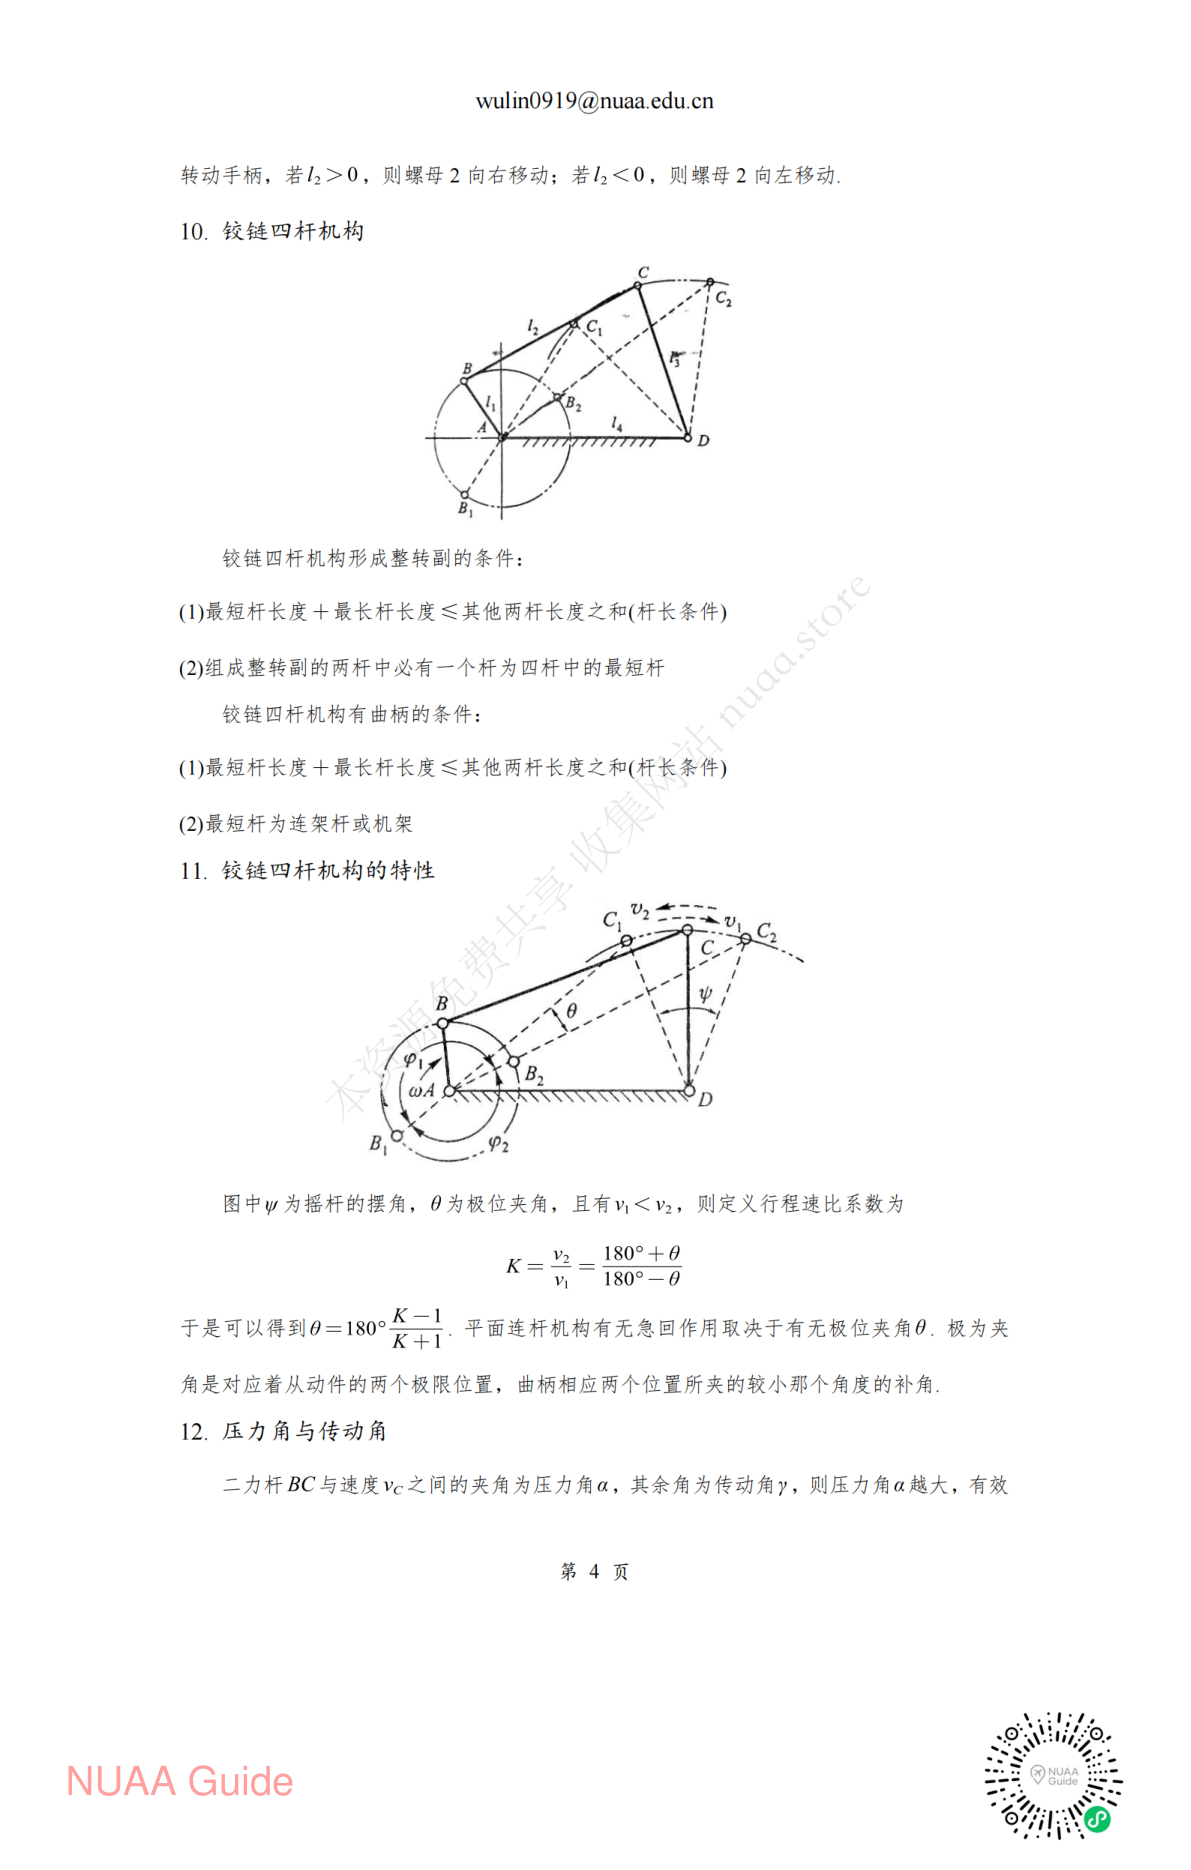 wulin0919@nuaa.edu.cn
转动手柄，若l₂＞0，则螺母 2 向右移动；若l₂＜0，则螺母 2 向左移动.
10. 铰链四杆机构
C
C₂
C₁
l₂
l₃
B
l₁
B₂
A
l₄
D
B₁
铰链四杆机构形成整转副的条件：
(1)最短杆长度＋最长杆长度≤其他两杆长度之和(杆长条件)
(2)组成整转副的两杆中必有一个杆为四杆中的最短杆
铰链四杆机构有曲柄的条件：
(1)最短杆长度＋最长杆长度≤其他两杆长度之和(杆长条件)
(2)最短杆为连架杆或机架
11. 铰链四杆机构的特性
C₁ υ₂ υ₁ C₂
C
B
θ
ψ
φ₁
B₂
ωA
D
B₁
φ₂
图中ψ为摇杆的摆角，θ为极位夹角，且有v₁＜v₂，则定义行程速比系数为
K = v₂/v₁ = (180°+θ)/(180°−θ)
于是可以得到θ=180°(K−1)/(K+1). 平面连杆机构有无急回作用取决于有无极位夹角θ. 极为夹
角是对应着从动件的两个极限位置，曲柄相应两个位置所夹的较小那个角度的补角.
12. 压力角与传动角
二力杆BC与速度v_C之间的夹角为压力角α，其余角为传动角γ，则压力角α越大，有效
第 4 页
本资源免费共享 收集网站 nuaa.store
NUAA Guide
NUAA
Guide